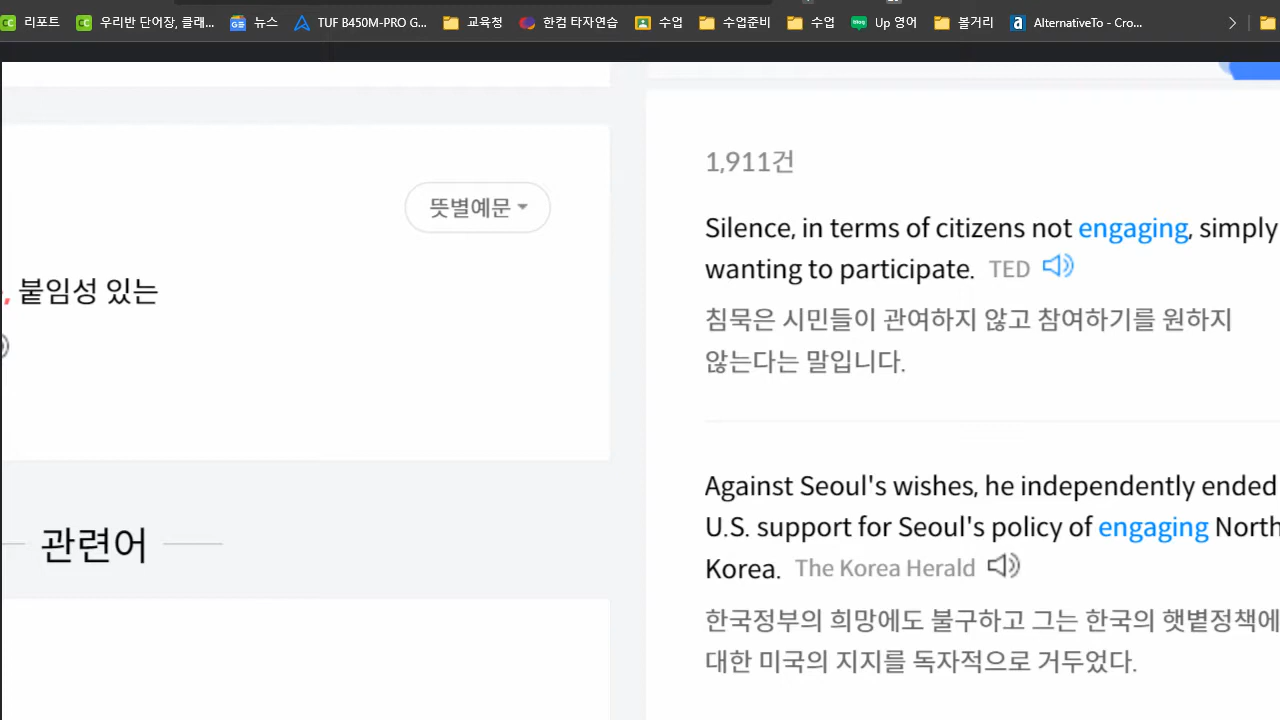 리포트 우리반 단어장, 클래... 뉴스 TUF B450M-PRO G... 교육청 한컴 타자연습 수업 수업준비 수업 Up 영어 볼거리 AlternativeTo - Cro...
뜻별예문
, 붙임성 있는
관련어
1,911건
Silence, in terms of citizens not engaging, simply
wanting to participate. TED
침묵은 시민들이 관여하지 않고 참여하기를 원하지
않는다는 말입니다.
Against Seoul's wishes, he independently ended
U.S. support for Seoul's policy of engaging North
Korea. The Korea Herald
한국정부의 희망에도 불구하고 그는 한국의 햇볕정책에
대한 미국의 지지를 독자적으로 거두었다.